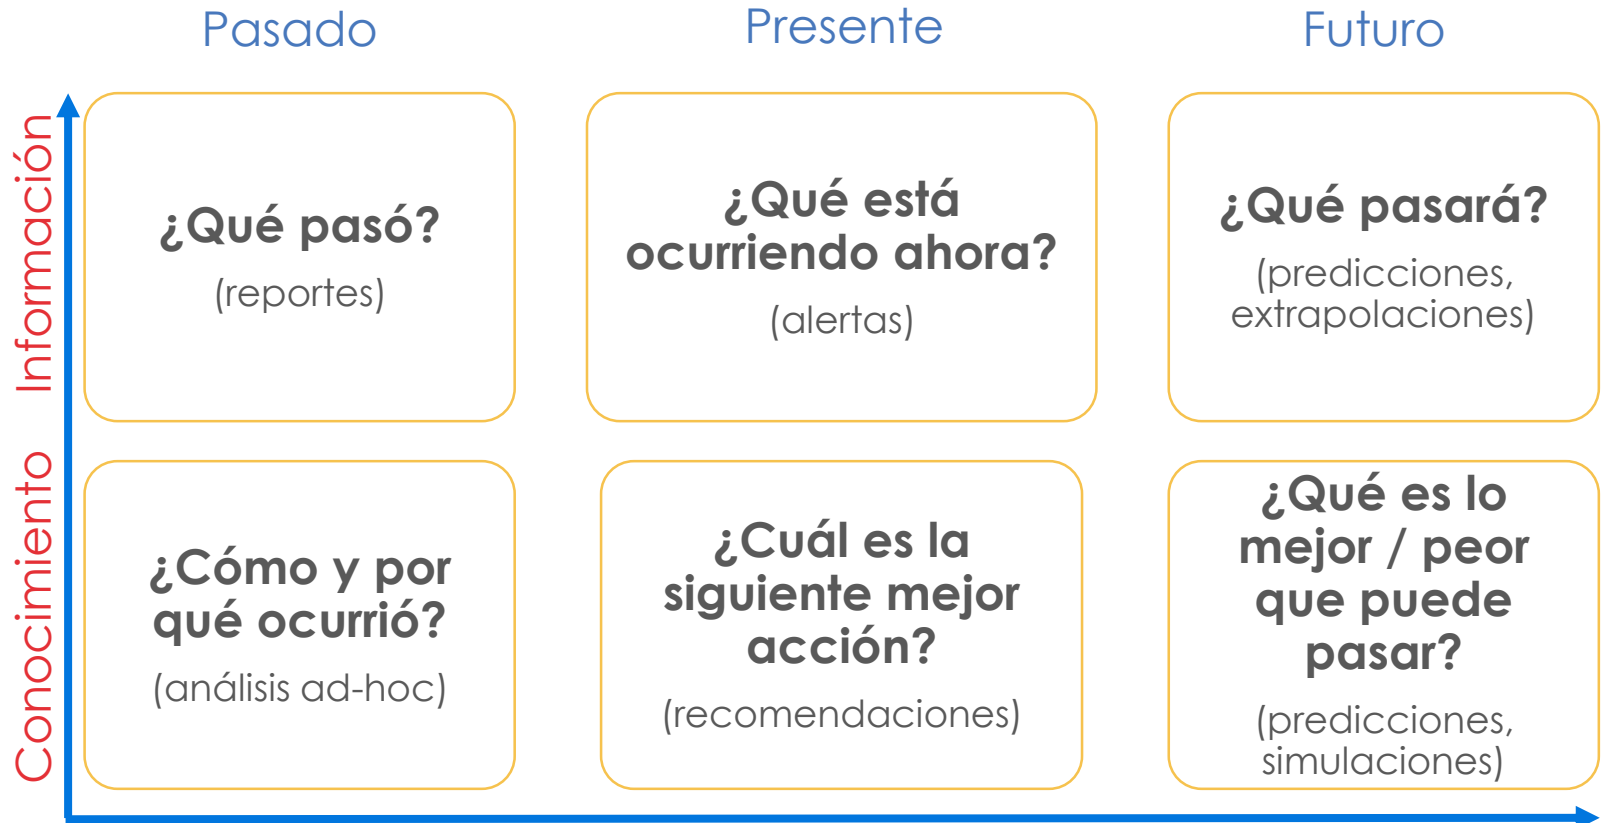 Pasado
Presente
Futuro
Información
¿Qué pasó?
(reportes)
¿Qué está
ocurriendo ahora?
(alertas)
¿Qué pasará?
(predicciones,
extrapolaciones)
Conocimiento
¿Cómo y por
qué ocurrió?
(análisis ad-hoc)
¿Cuál es la
siguiente mejor
acción?
(recomendaciones)
¿Qué es lo
mejor / peor
que puede
pasar?
(predicciones,
simulaciones)